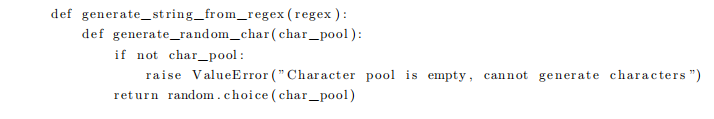 def generate_string_from_regex(regex):
def generate_random_char(char_pool):
if not char_pool:
raise ValueError("Character pool is empty, cannot generate characters")
return random.choice(char_pool)